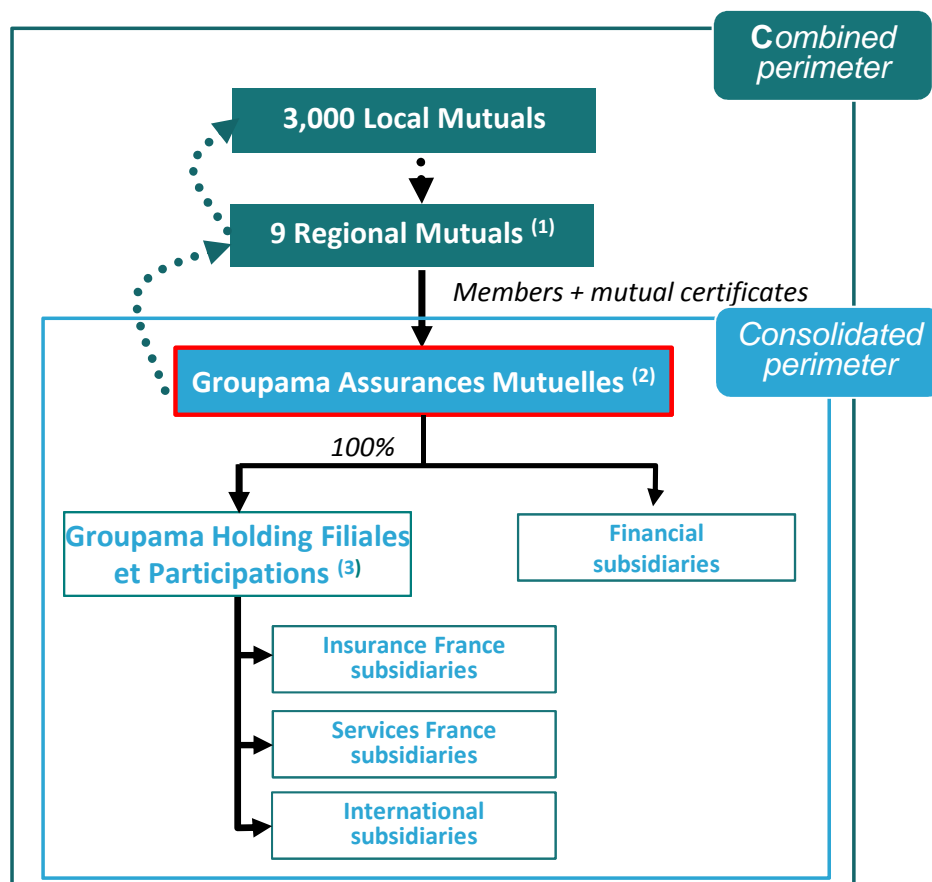 Combined
perimeter
3,000 Local Mutuals
9 Regional Mutuals (1)
Members + mutual certificates
Consolidated
perimeter
Groupama Assurances Mutuelles (2)
100%
Groupama Holding Filiales
et Participations (3)
Financial
subsidiaries
Insurance France
subsidiaries
Services France
subsidiaries
International
subsidiaries